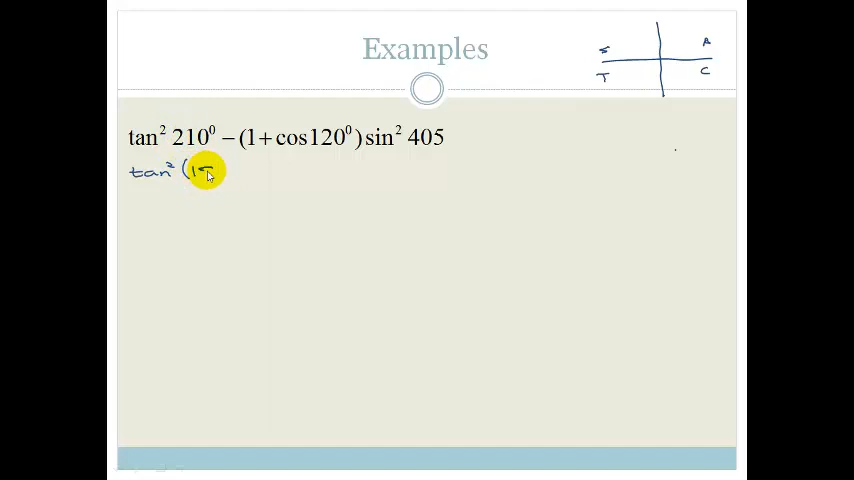 Examples
S A
T C
tan² 210⁰ − (1 + cos120⁰) sin² 405
tan² (1